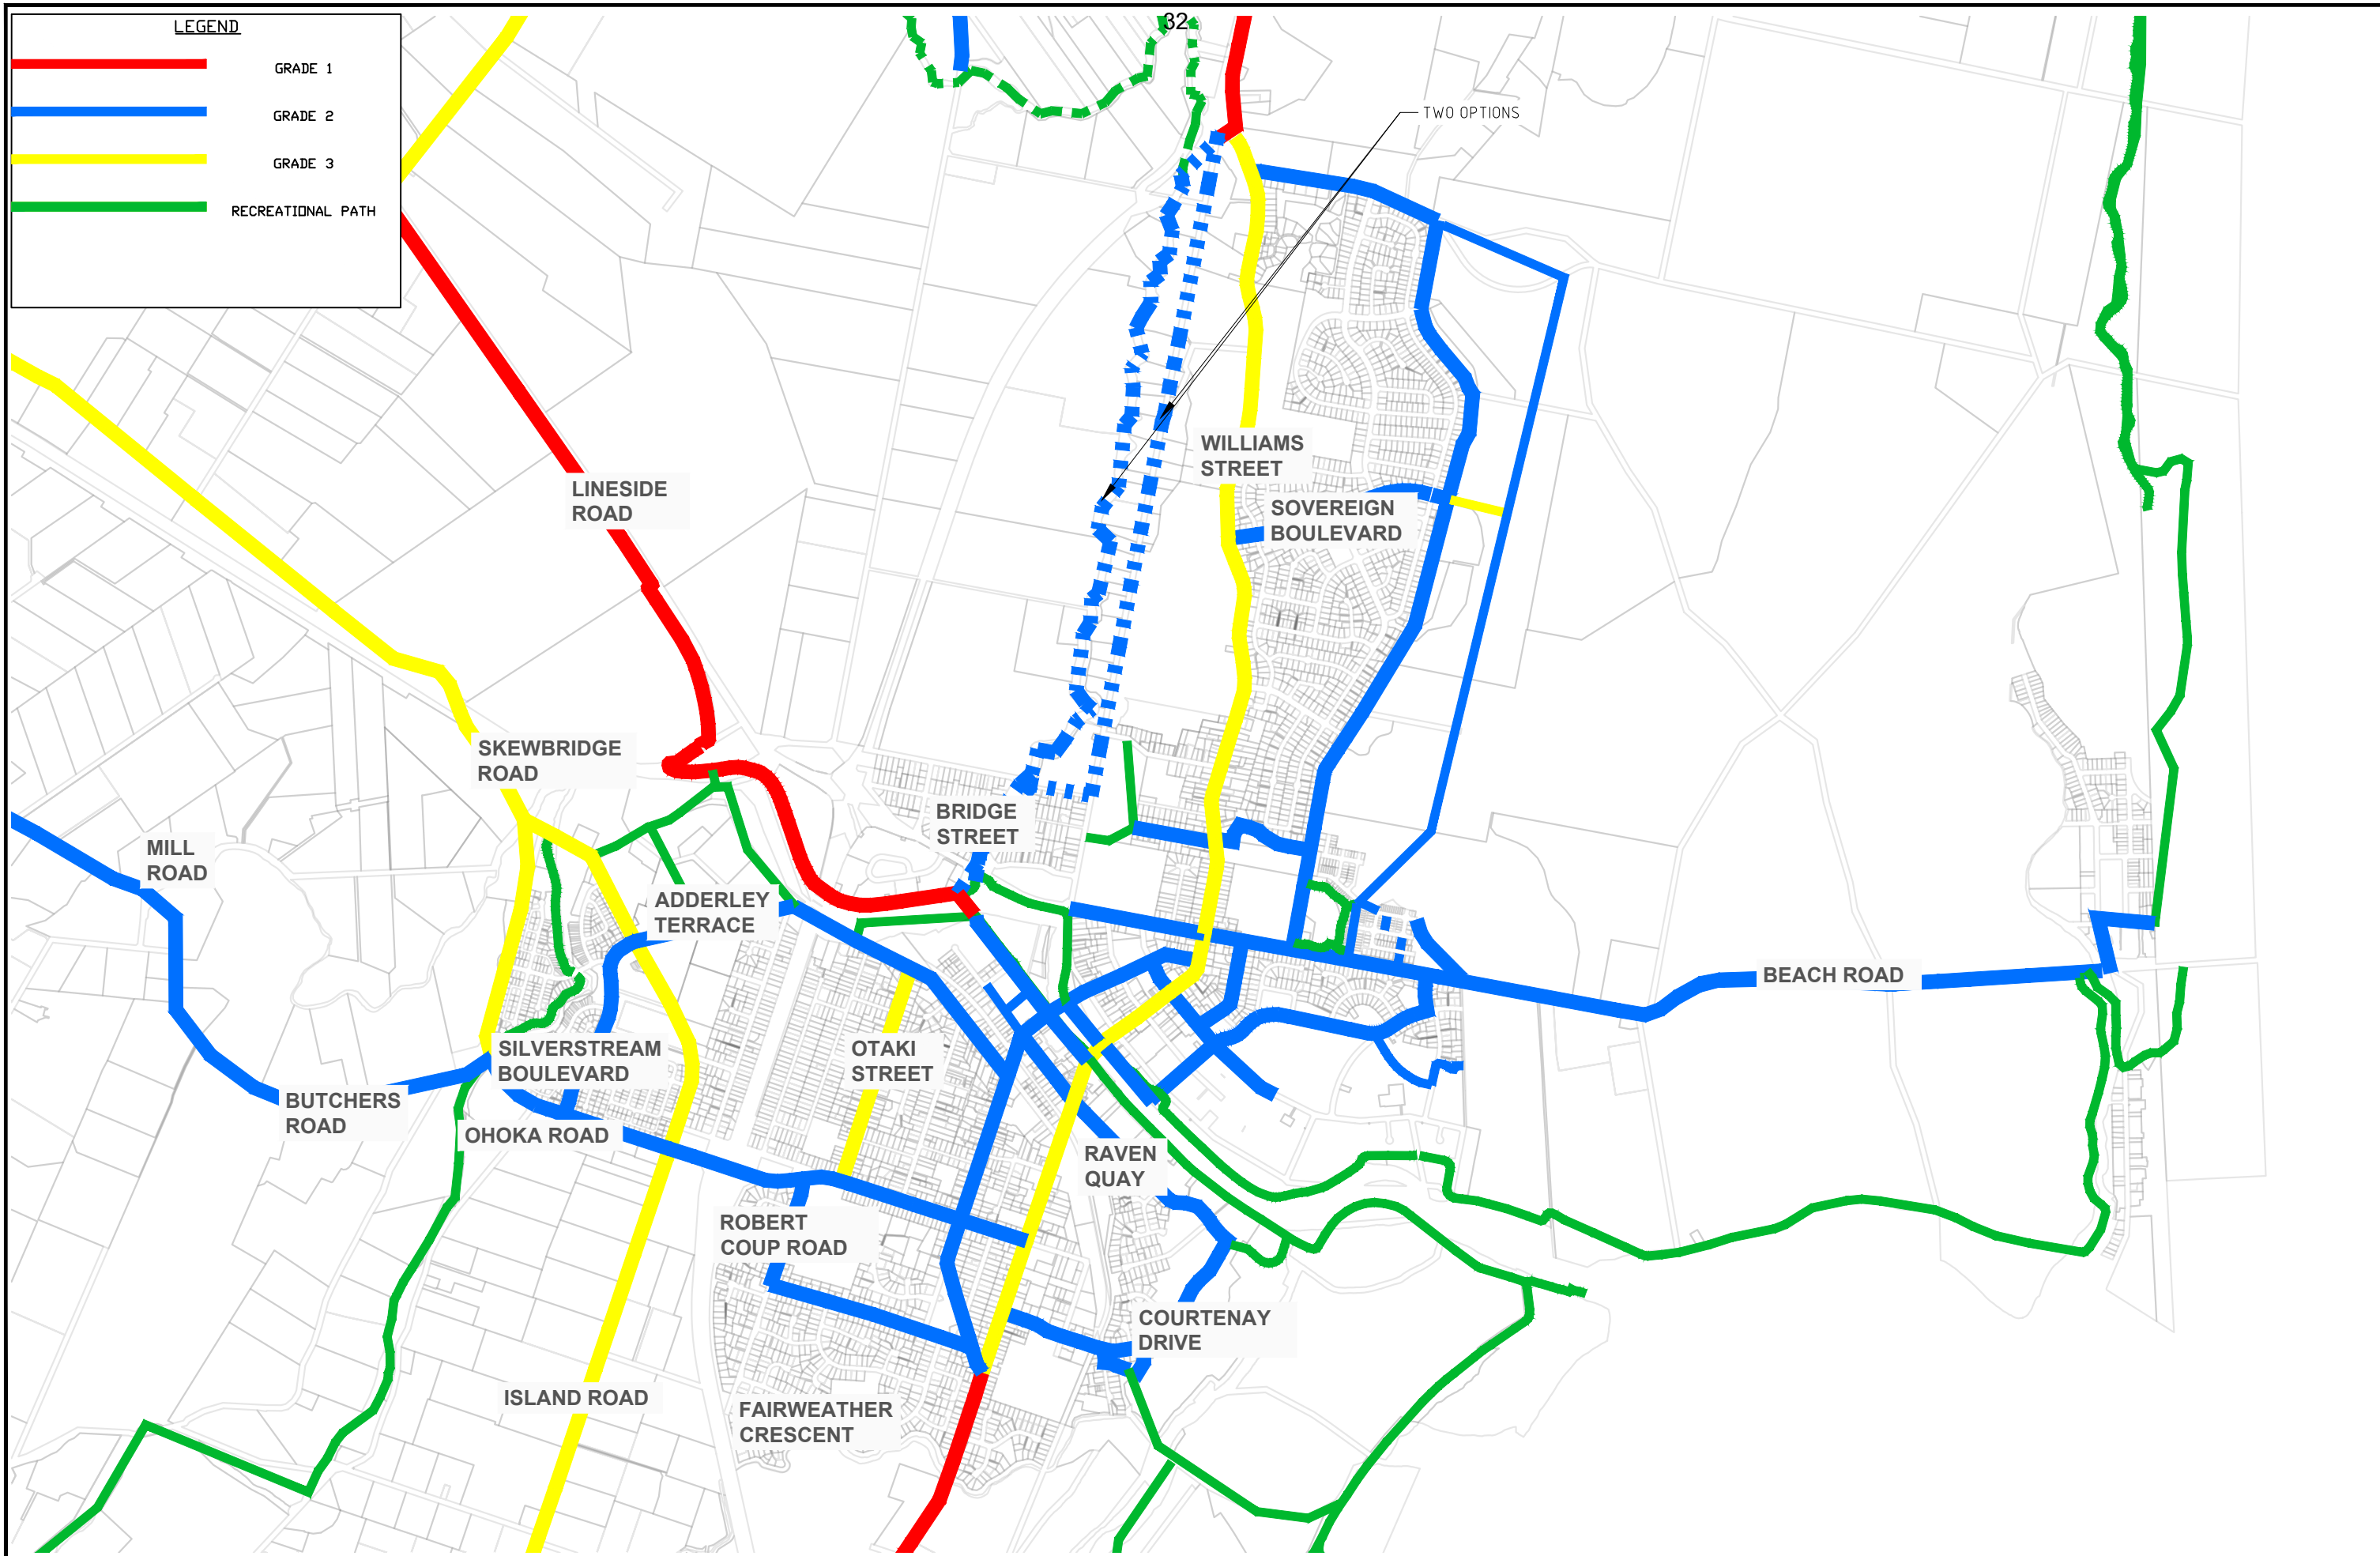 LEGEND
GRADE 1
GRADE 2
GRADE 3
RECREATIONAL PATH
32
TWO OPTIONS
WILLIAMS
STREET
LINESIDE
ROAD
SOVEREIGN
BOULEVARD
SKEWBRIDGE
ROAD
BRIDGE
STREET
MILL
ROAD
ADDERLEY
TERRACE
BEACH ROAD
SILVERSTREAM
BOULEVARD
OTAKI
STREET
BUTCHERS
ROAD
OHOKA ROAD
RAVEN
QUAY
ROBERT
COUP ROAD
COURTENAY
DRIVE
ISLAND ROAD
FAIRWEATHER
CRESCENT